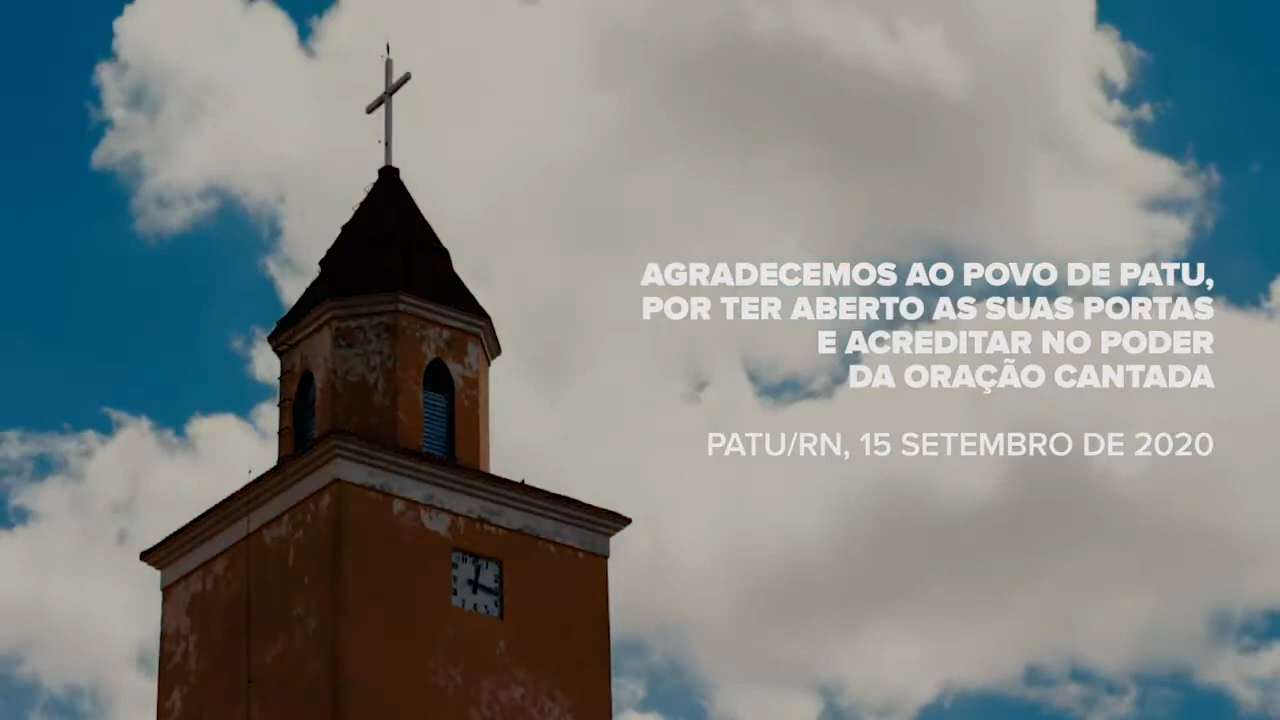 AGRADECEMOS AO POVO DE PATU,
POR TER ABERTO AS SUAS PORTAS
E ACREDITAR NO PODER
DA ORAÇÃO CANTADA
PATU/RN, 15 SETEMBRO DE 2020